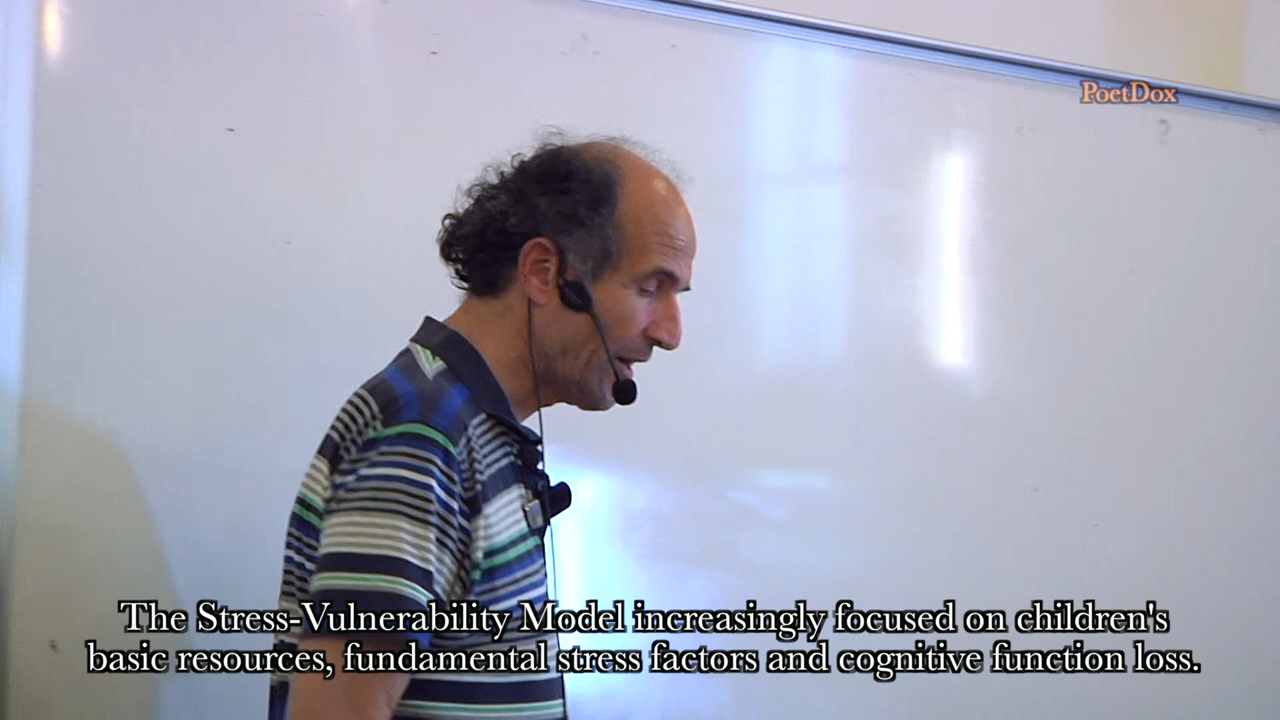 PoetDox
The Stress-Vulnerability Model increasingly focused on children's
basic resources, fundamental stress factors and cognitive function loss.